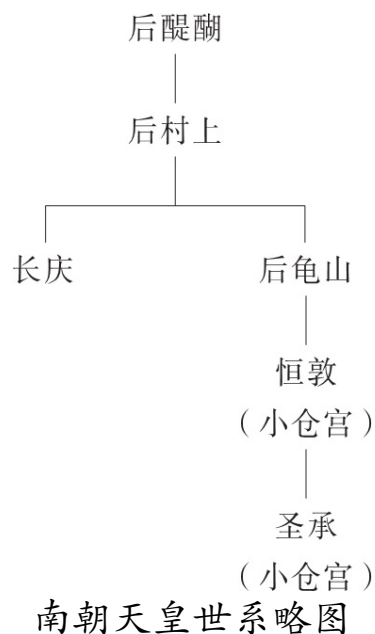 后醍醐
后村上
长庆
后龟山
恒敦
（小仓宫）
圣承
（小仓宫）
南朝天皇世系略图